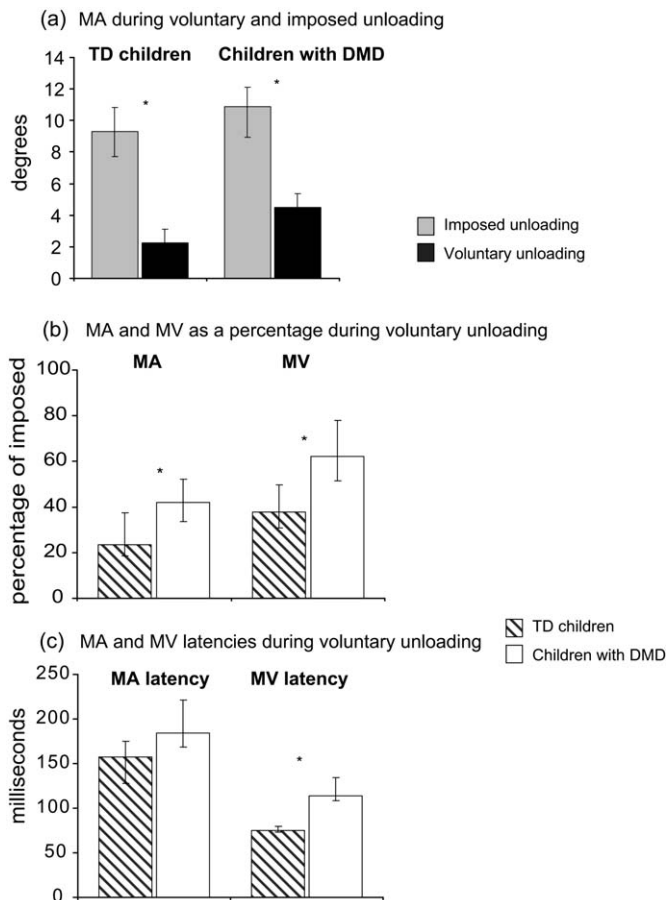 (a) MA during voluntary and imposed unloading
TD children Children with DMD
degrees
14
12
10
8
6
4
2
0
* *
Imposed unloading
Voluntary unloading
(b) MA and MV as a percentage during voluntary unloading
MA MV
percentage of imposed
100
80
60
40
20
0
* *
(c) MA and MV latencies during voluntary unloading
TD children
Children with DMD
MA latency MV latency
milliseconds
250
200
150
100
50
0
*